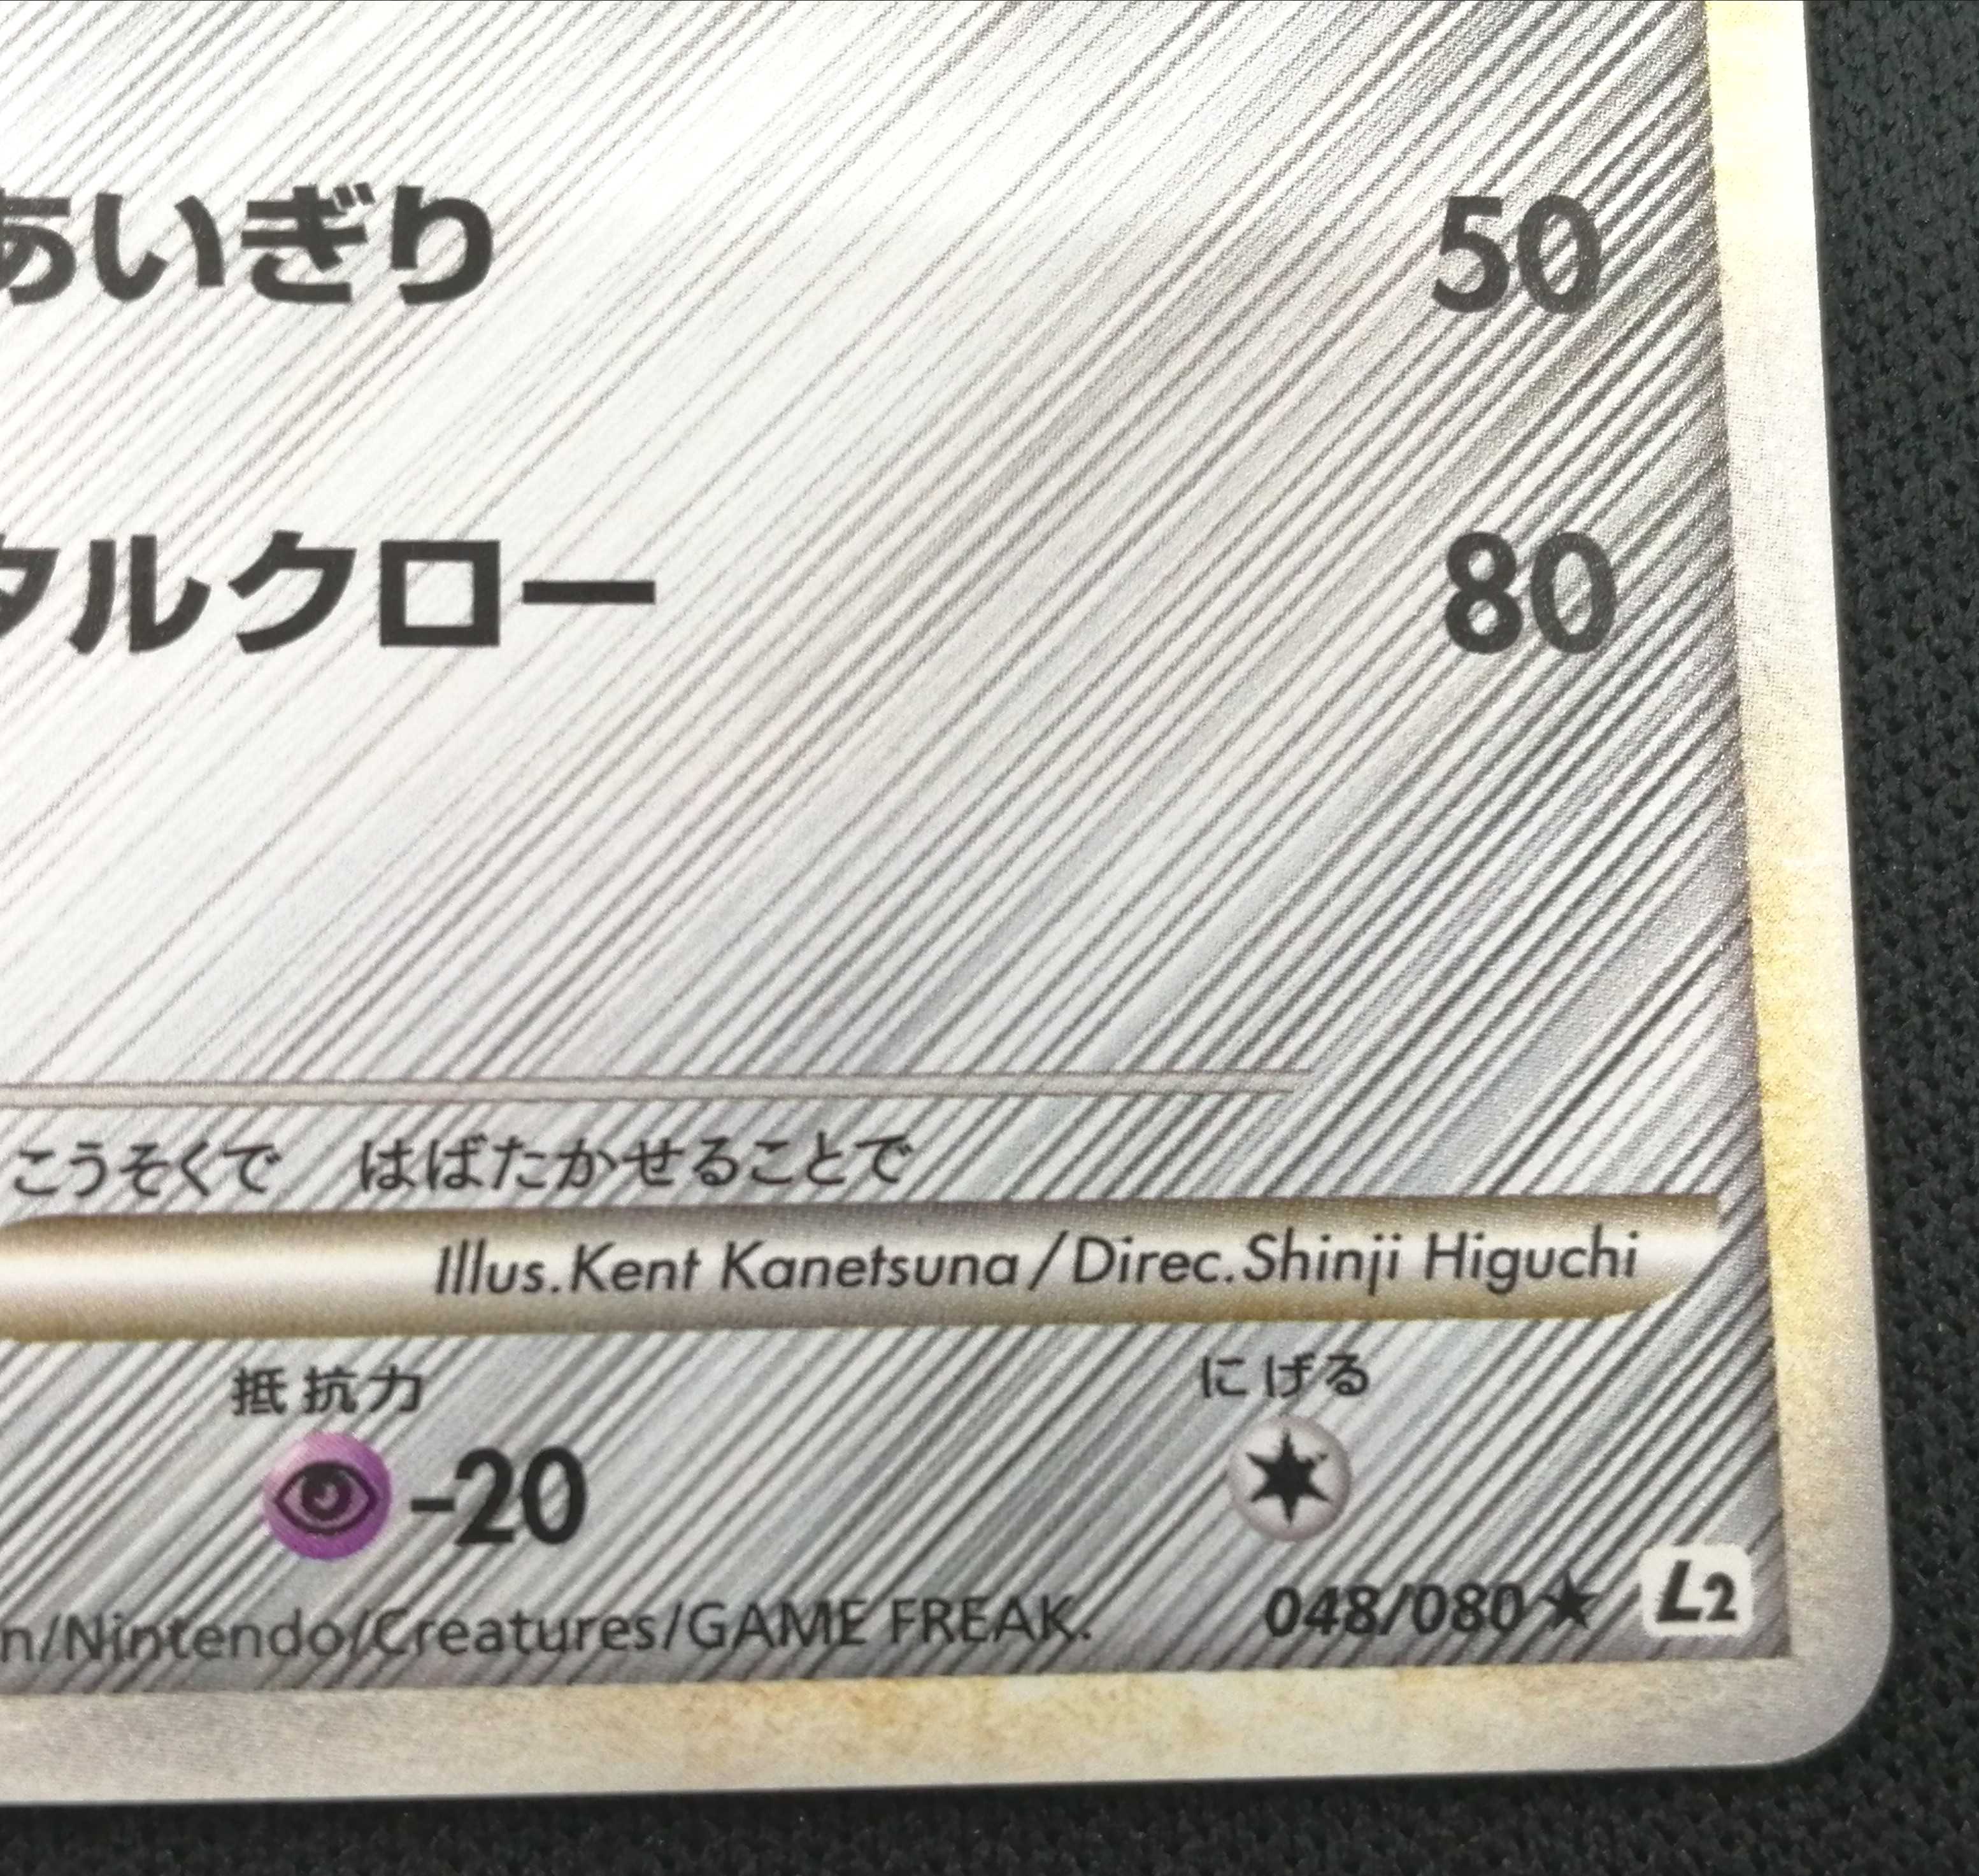 あいぎり 50
タルクロー 80
こうそくで　はばたかせることで
Illus.Kent Kanetsuna/Direc.Shinji Higuchi
抵抗力 にげる
-20
n/Nintendo/Creatures/GAME FREAK. 048/080 ★ L2